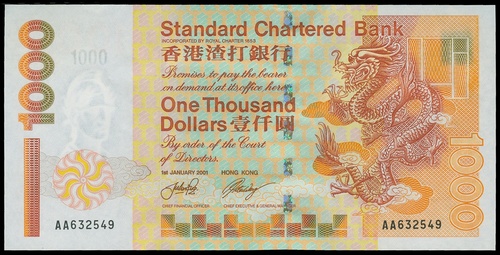 1000
1000
Standard Chartered Bank
INCORPORATED BY ROYAL CHARTER 1853
香港渣打銀行
Promises to pay the bearer
on demand at its office here
One Thousand
Dollars 壹仟圓
By order of the Court
of Directors.
1st JANUARY 2001 HONG KONG
CHIEF FINANCIAL OFFICER CHIEF EXECUTIVE & GENERAL MANAGER
AA632549
AA632549
1000